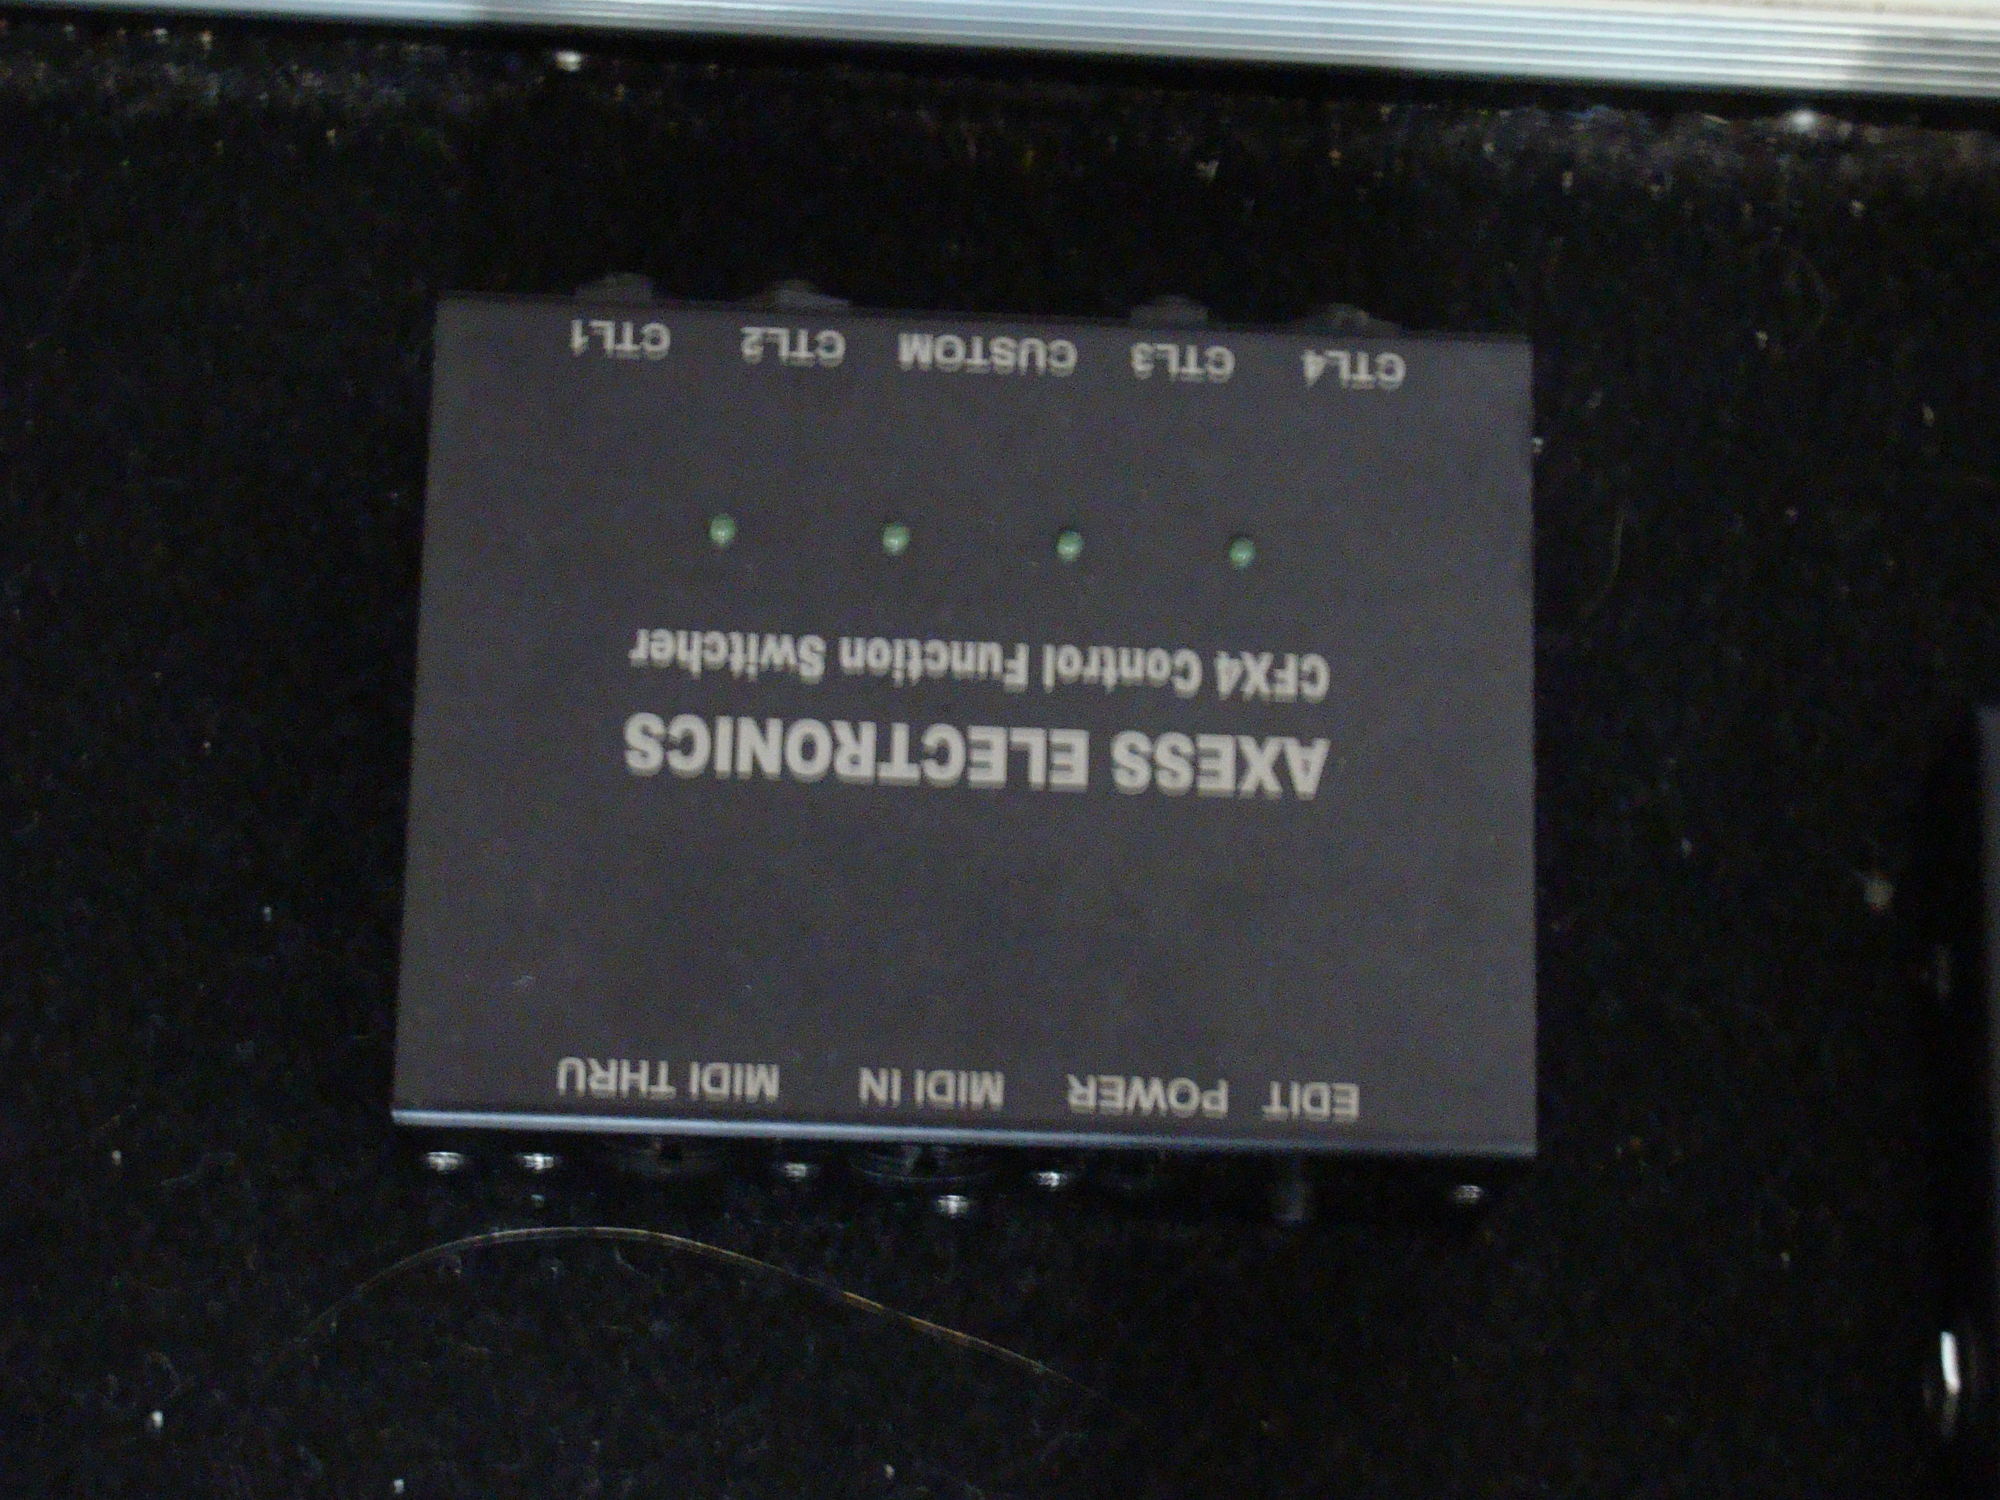 EDIT POWER MIDI IN MIDI THRU
AXESS ELECTRONICS
CFX4 Control Function Switcher
CTL4 CTL3 CUSTOM CTL2 CTL1